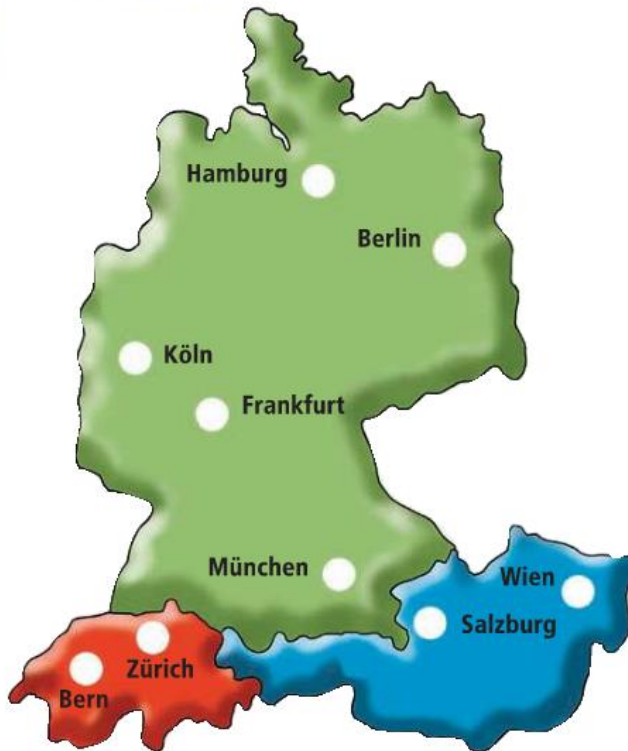 Hamburg
Berlin
Köln
Frankfurt
München
Wien
Salzburg
Zürich
Bern